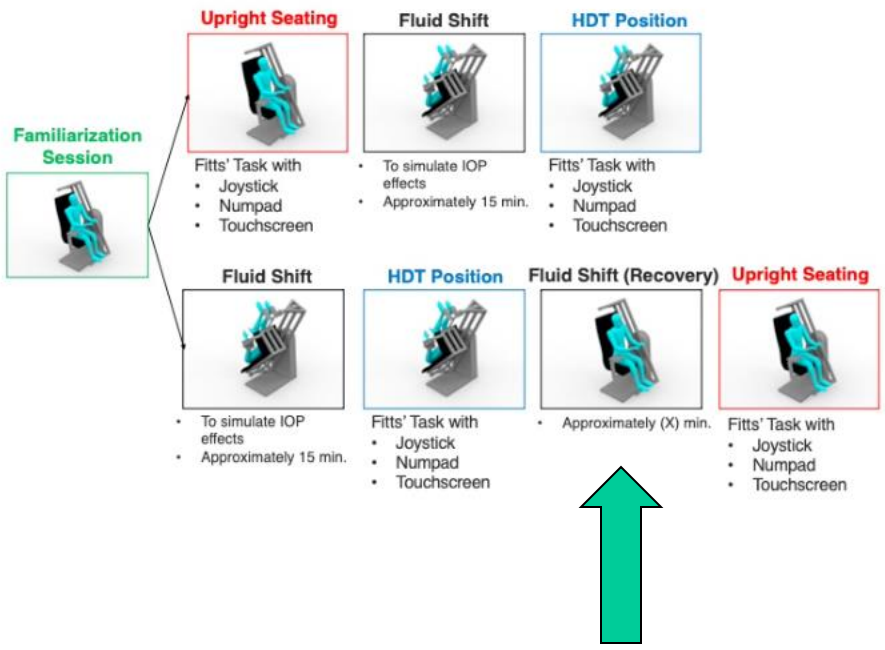 Familiarization
Session
Upright Seating
Fitts' Task with
• Joystick
• Numpad
• Touchscreen
Fluid Shift
• To simulate IOP
effects
• Approximately 15 min.
HDT Position
Fitts' Task with
• Joystick
• Numpad
• Touchscreen
Fluid Shift
• To simulate IOP
effects
• Approximately 15 min.
HDT Position
Fitts' Task with
• Joystick
• Numpad
• Touchscreen
Fluid Shift (Recovery)
• Approximately (X) min.
Upright Seating
Fitts' Task with
• Joystick
• Numpad
• Touchscreen